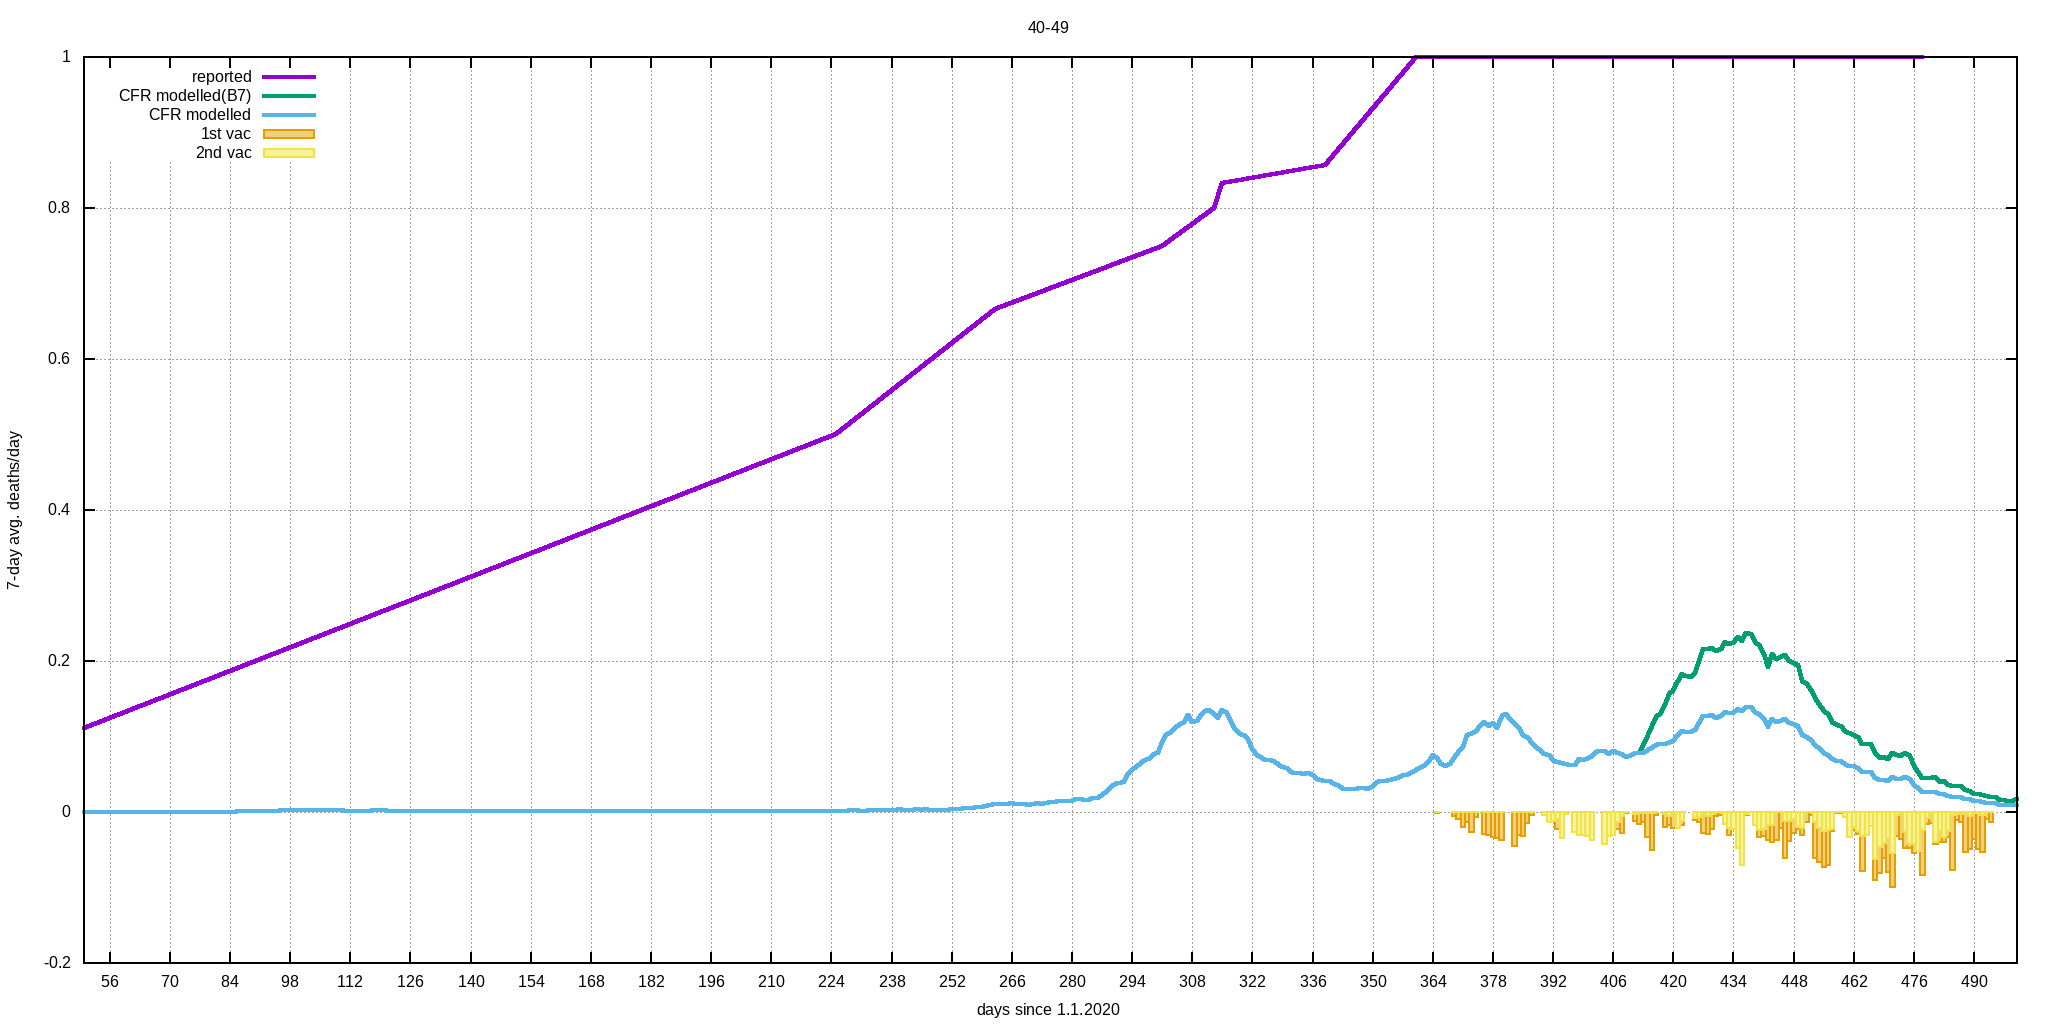 40-49
reported
CFR modelled(B7)
CFR modelled
1st vac
2nd vac
1
0.8
0.6
0.4
0.2
0
-0.2
7-day avg. deaths/day
56 70 84 98 112 126 140 154 168 182 196 210 224 238 252 266 280 294 308 322 336 350 364 378 392 406 420 434 448 462 476 490
days since 1.1.2020